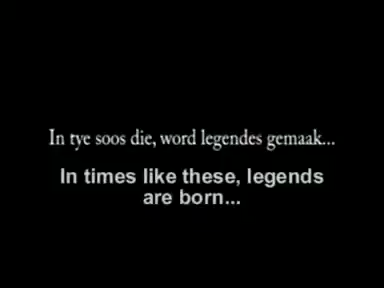 In tye soos die, word legendes gemaak...
In times like these, legends
are born...